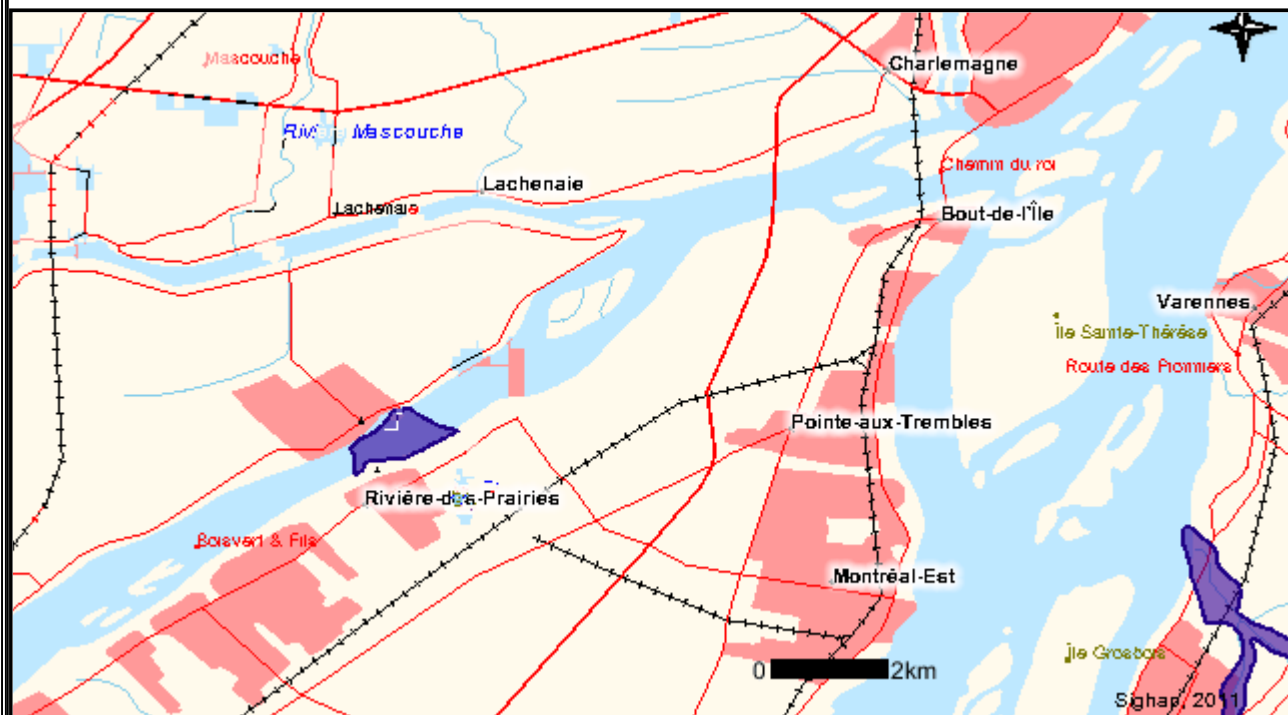 Mascouche
Charlemagne
Rivière Mascouche
Chemin du roi
Lachenaie
Lachenaie
Bout-de-l'Île
Varennes
Île Sainte-Thérèse
Route des Pionniers
Pointe-aux-Trembles
Rivière-des-Prairies
Boisvert & Fils
Montréal-Est
Île Grosbois
0 2km
Sighap, 2011